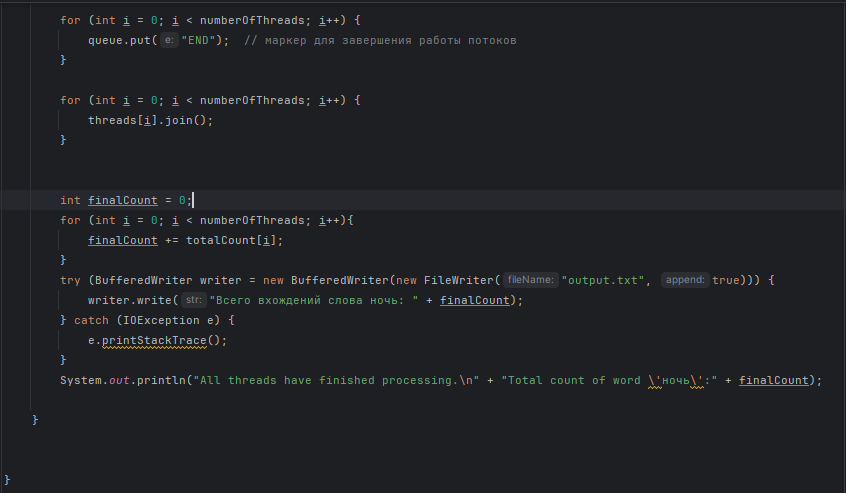 for (int i = 0; i < numberOfThreads; i++) {
queue.put( e: "END");  // маркер для завершения работы потоков
}
for (int i = 0; i < numberOfThreads; i++) {
threads[i].join();
}
int finalCount = 0;
for (int i = 0; i < numberOfThreads; i++){
finalCount += totalCount[i];
}
try (BufferedWriter writer = new BufferedWriter(new FileWriter( fileName: "output.txt", append: true))) {
writer.write( str: "Всего вхождений слова ночь: " + finalCount);
} catch (IOException e) {
e.printStackTrace();
}
System.out.println("All threads have finished processing.\n" + "Total count of word \'ночь\':" + finalCount);
}
}